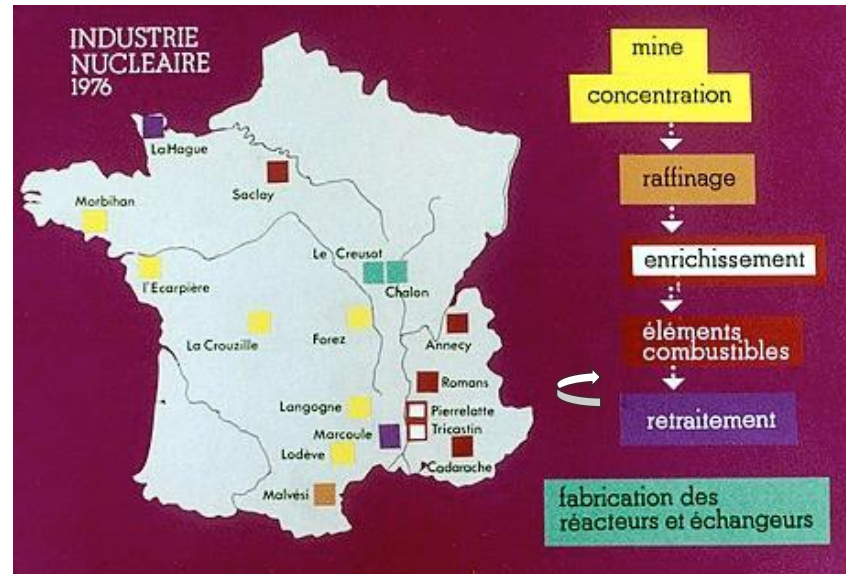 INDUSTRIE
NUCLEAIRE
1976
La Hague
Saclay
Morbihan
l'Ecarpière
Le Creusot
Chalon
La Crouzille
Forez
Annecy
Romans
Langogne
Pierrelatte
Marcoule
Tricastin
Lodève
Cadarache
Malvési
mine
concentration
raffinage
enrichissement
éléments
combustibles
retraitement
fabrication des
réacteurs et échangeurs